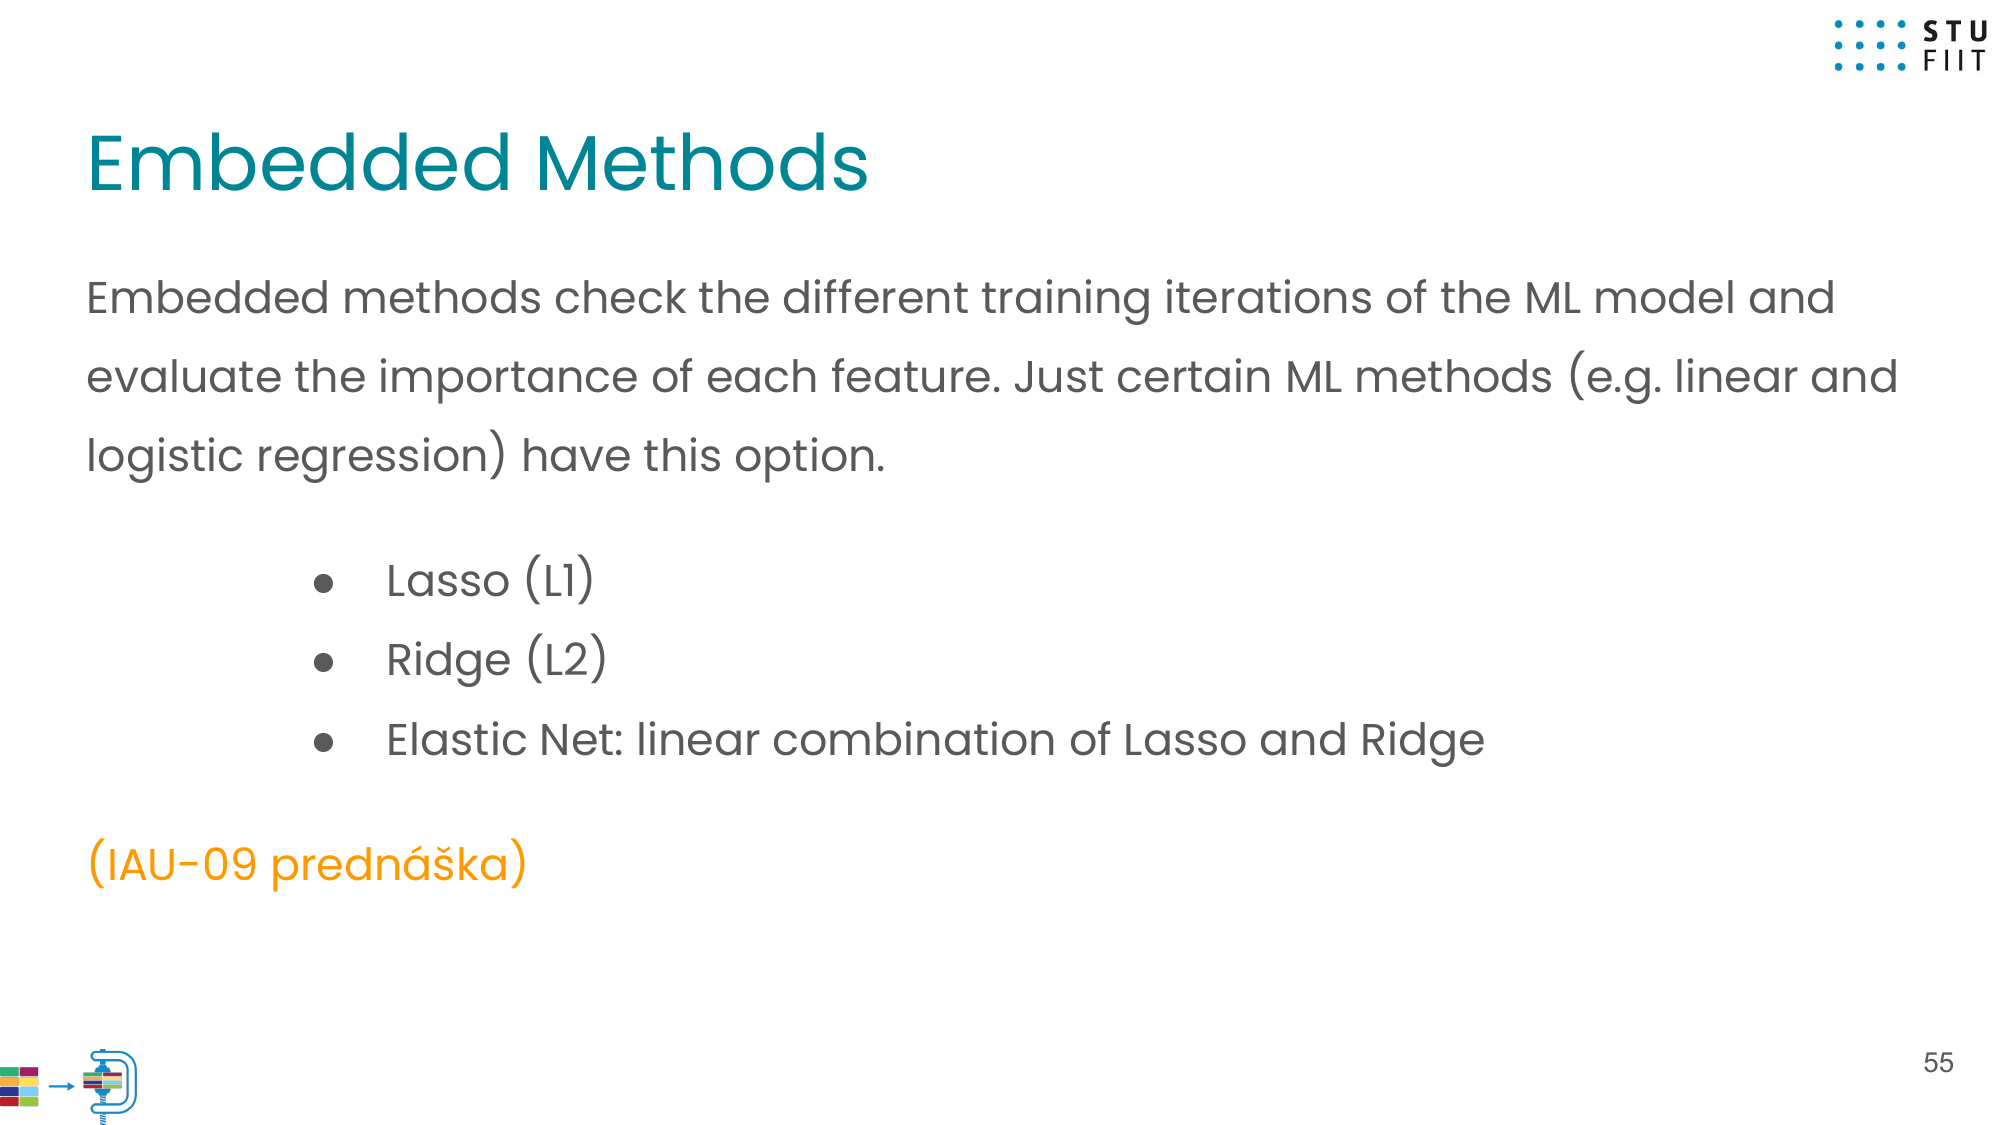 STU
FIIT
Embedded Methods
Embedded methods check the different training iterations of the ML model and
evaluate the importance of each feature. Just certain ML methods (e.g. linear and
logistic regression) have this option.
● Lasso (L1)
● Ridge (L2)
● Elastic Net: linear combination of Lasso and Ridge
(IAU-09 prednáška)
55